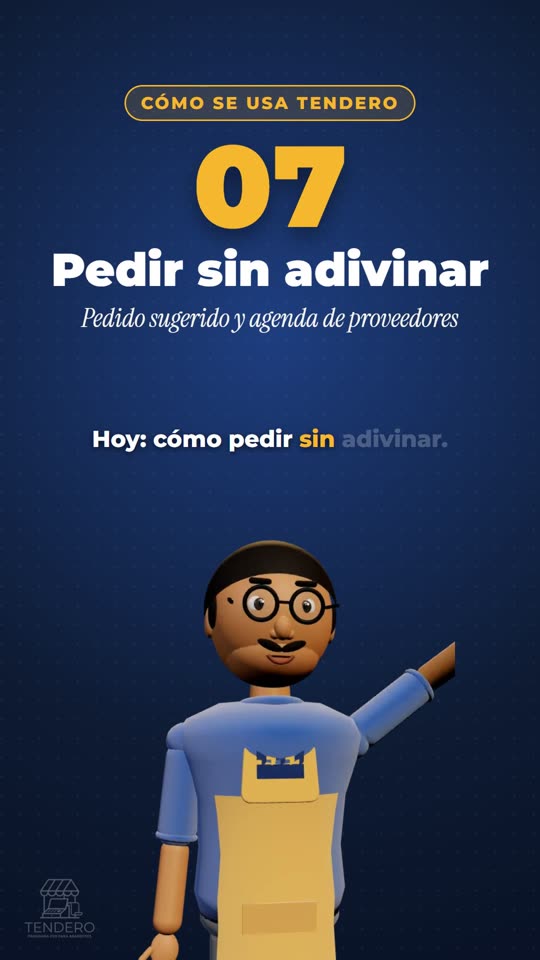 CÓMO SE USA TENDERO
07
Pedir sin adivinar
Pedido sugerido y agenda de proveedores
Hoy: cómo pedir sin adivinar.
TENDERO